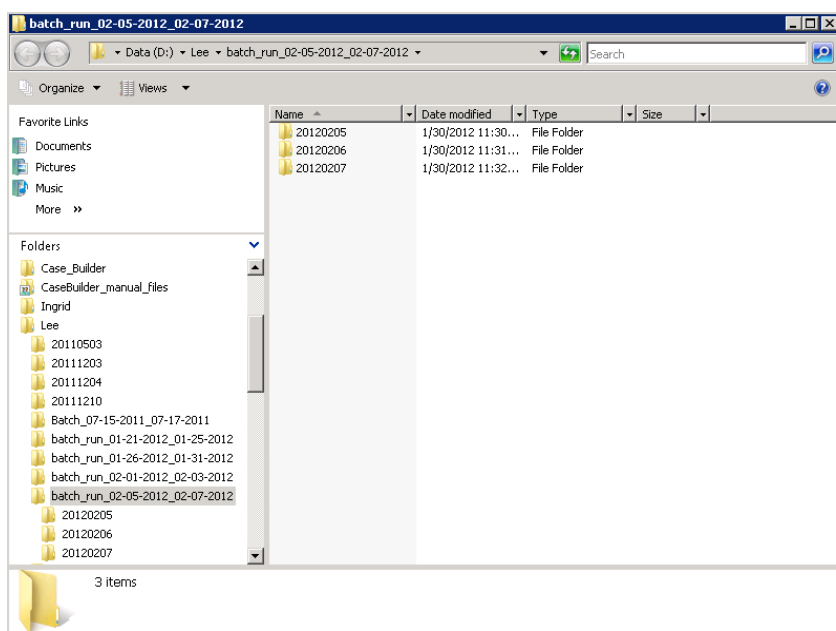 batch_run_02-05-2012_02-07-2012
Data (D:) Lee batch_run_02-05-2012_02-07-2012 Search
Organize Views
Favorite Links
Documents
Pictures
Music
More »
Folders
Case_Builder
CaseBuilder_manual_files
Ingrid
Lee
20110503
20111203
20111204
20111210
Batch_07-15-2011_07-17-2011
batch_run_01-21-2012_01-25-2012
batch_run_01-26-2012_01-31-2012
batch_run_02-01-2012_02-03-2012
batch_run_02-05-2012_02-07-2012
20120205
20120206
20120207
Name Date modified Type Size
20120205 1/30/2012 11:30... File Folder
20120206 1/30/2012 11:31... File Folder
20120207 1/30/2012 11:32... File Folder
3 items